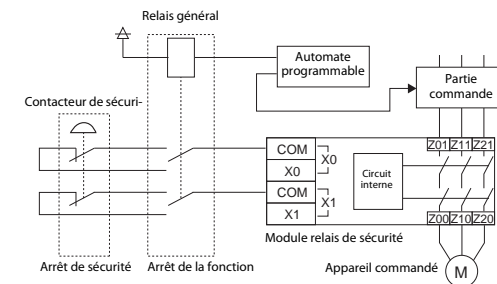 Relais général
Automate
programmable
Partie
commande
Contacteur de sécuri-
COM
X0
X0
COM
X1
X1
Circuit
interne
Z01 Z11 Z21
Z00 Z10 Z20
Module relais de sécurité
Arrêt de sécurité
Arrêt de la fonction
Appareil commandé
M